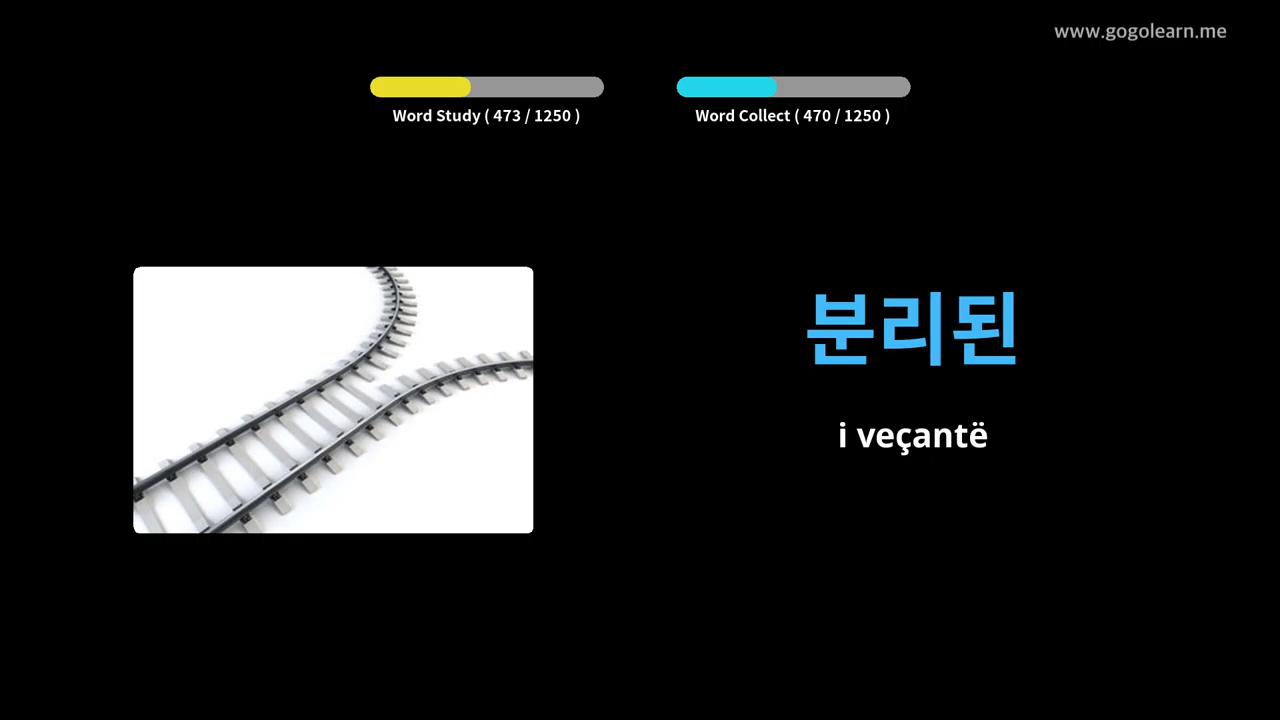 www.gogolearn.me
Word Study ( 473 / 1250 )
Word Collect ( 470 / 1250 )
분리된
i veçantë